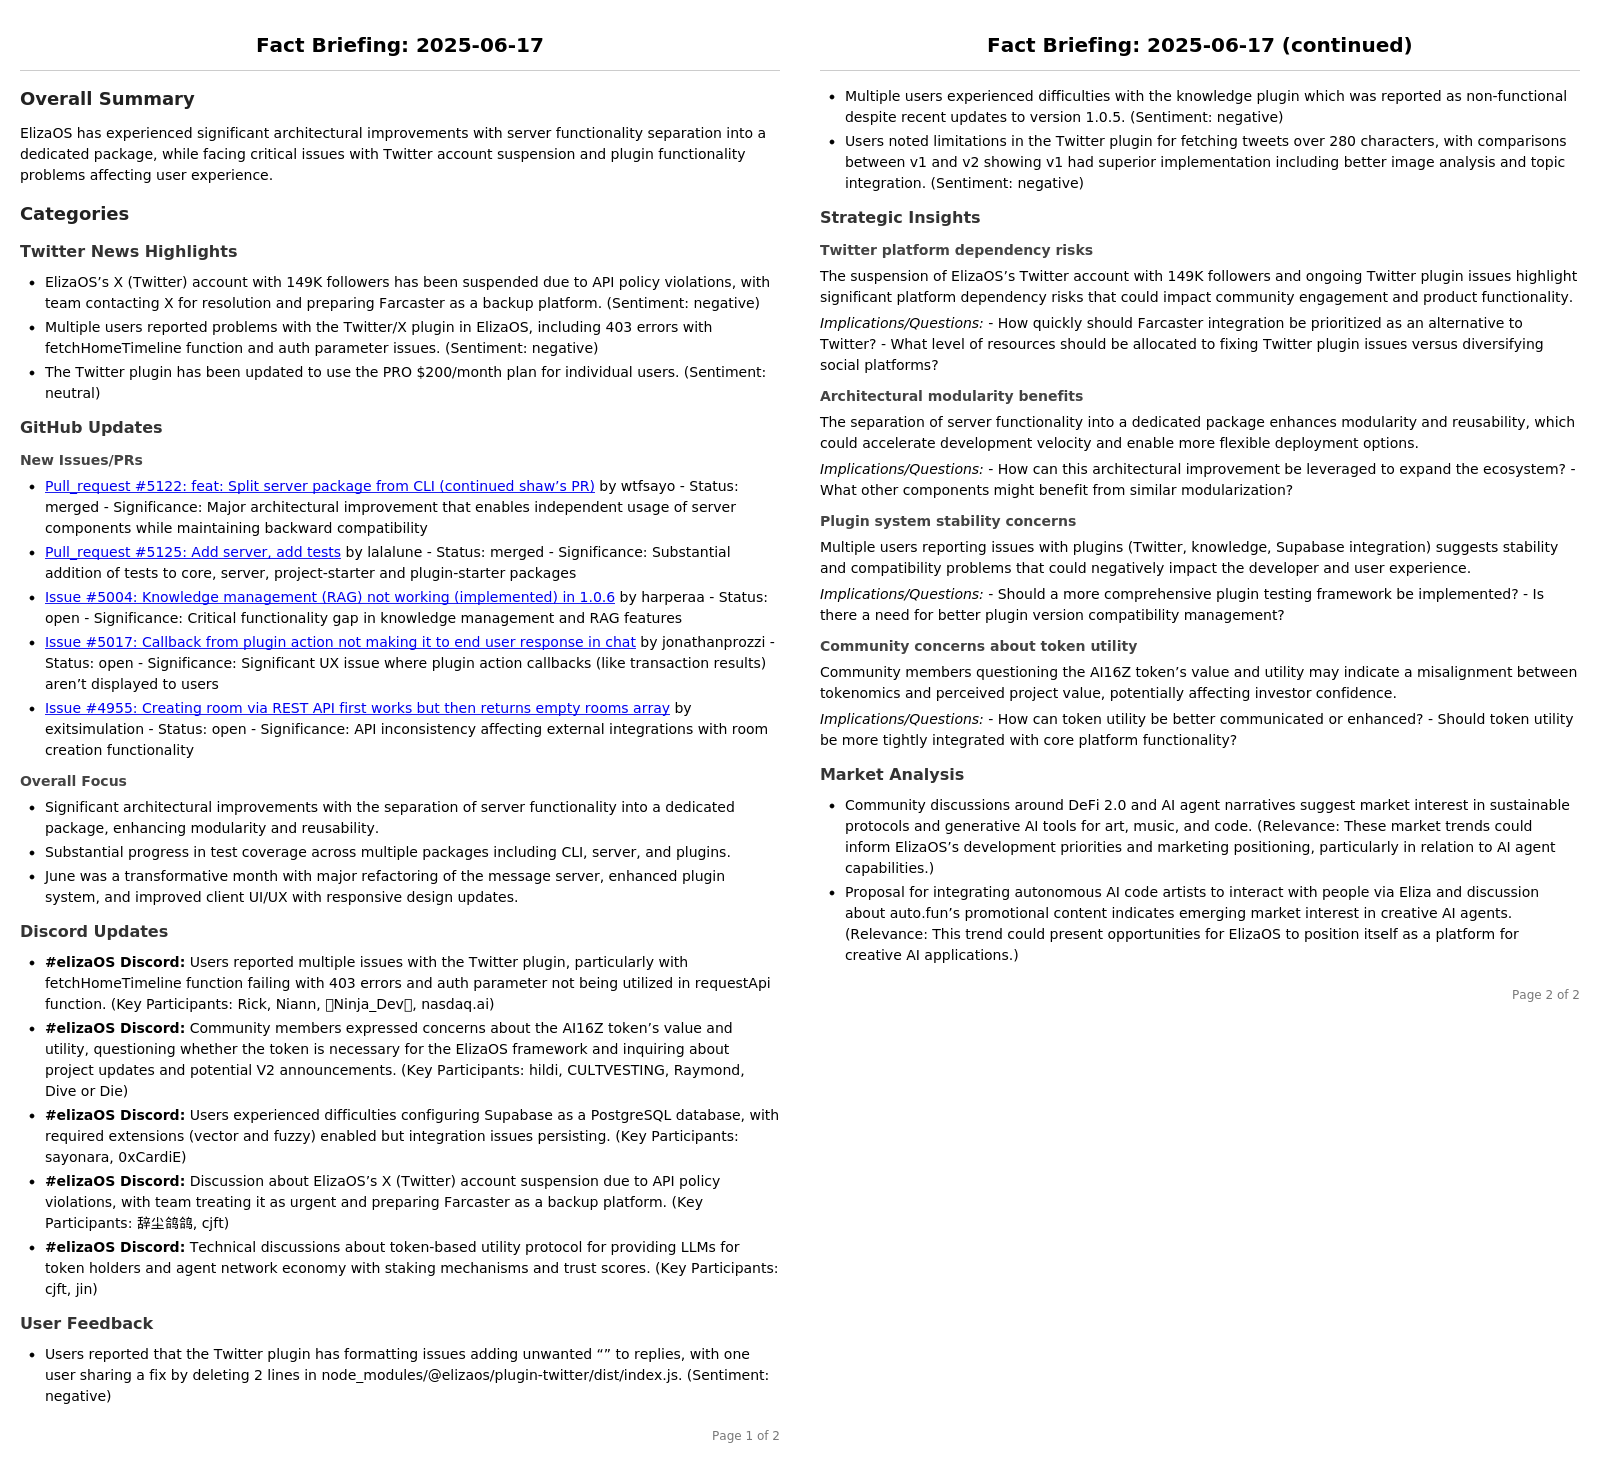 Fact Briefing: 2025-06-17
Overall Summary
ElizaOS has experienced significant architectural improvements with server functionality separation into a
dedicated package, while facing critical issues with Twitter account suspension and plugin functionality
problems affecting user experience.
Categories
Twitter News Highlights
• ElizaOS’s X (Twitter) account with 149K followers has been suspended due to API policy violations, with
team contacting X for resolution and preparing Farcaster as a backup platform. (Sentiment: negative)
• Multiple users reported problems with the Twitter/X plugin in ElizaOS, including 403 errors with
fetchHomeTimeline function and auth parameter issues. (Sentiment: negative)
• The Twitter plugin has been updated to use the PRO $200/month plan for individual users. (Sentiment:
neutral)
GitHub Updates
New Issues/PRs
• Pull_request #5122: feat: Split server package from CLI (continued shaw’s PR) by wtfsayo - Status:
merged - Significance: Major architectural improvement that enables independent usage of server
components while maintaining backward compatibility
• Pull_request #5125: Add server, add tests by lalalune - Status: merged - Significance: Substantial
addition of tests to core, server, project-starter and plugin-starter packages
• Issue #5004: Knowledge management (RAG) not working (implemented) in 1.0.6 by harperaa - Status:
open - Significance: Critical functionality gap in knowledge management and RAG features
• Issue #5017: Callback from plugin action not making it to end user response in chat by jonathanprozzi -
Status: open - Significance: Significant UX issue where plugin action callbacks (like transaction results)
aren’t displayed to users
• Issue #4955: Creating room via REST API first works but then returns empty rooms array by
exitsimulation - Status: open - Significance: API inconsistency affecting external integrations with room
creation functionality
Overall Focus
• Significant architectural improvements with the separation of server functionality into a dedicated
package, enhancing modularity and reusability.
• Substantial progress in test coverage across multiple packages including CLI, server, and plugins.
• June was a transformative month with major refactoring of the message server, enhanced plugin
system, and improved client UI/UX with responsive design updates.
Discord Updates
• #elizaOS Discord: Users reported multiple issues with the Twitter plugin, particularly with
fetchHomeTimeline function failing with 403 errors and auth parameter not being utilized in requestApi
function. (Key Participants: Rick, Niann, Ninja_Dev, nasdaq.ai)
• #elizaOS Discord: Community members expressed concerns about the AI16Z token’s value and
utility, questioning whether the token is necessary for the ElizaOS framework and inquiring about
project updates and potential V2 announcements. (Key Participants: hildi, CULTVESTING, Raymond,
Dive or Die)
• #elizaOS Discord: Users experienced difficulties configuring Supabase as a PostgreSQL database, with
required extensions (vector and fuzzy) enabled but integration issues persisting. (Key Participants:
sayonara, 0xCardiE)
• #elizaOS Discord: Discussion about ElizaOS’s X (Twitter) account suspension due to API policy
violations, with team treating it as urgent and preparing Farcaster as a backup platform. (Key
Participants: 辞尘鸽鸽, cjft)
• #elizaOS Discord: Technical discussions about token-based utility protocol for providing LLMs for
token holders and agent network economy with staking mechanisms and trust scores. (Key Participants:
cjft, jin)
User Feedback
• Users reported that the Twitter plugin has formatting issues adding unwanted “” to replies, with one
user sharing a fix by deleting 2 lines in node_modules/@elizaos/plugin-twitter/dist/index.js. (Sentiment:
negative)
Page 1 of 2
Fact Briefing: 2025-06-17 (continued)
• Multiple users experienced difficulties with the knowledge plugin which was reported as non-functional
despite recent updates to version 1.0.5. (Sentiment: negative)
• Users noted limitations in the Twitter plugin for fetching tweets over 280 characters, with comparisons
between v1 and v2 showing v1 had superior implementation including better image analysis and topic
integration. (Sentiment: negative)
Strategic Insights
Twitter platform dependency risks
The suspension of ElizaOS’s Twitter account with 149K followers and ongoing Twitter plugin issues highlight
significant platform dependency risks that could impact community engagement and product functionality.
Implications/Questions: - How quickly should Farcaster integration be prioritized as an alternative to
Twitter? - What level of resources should be allocated to fixing Twitter plugin issues versus diversifying
social platforms?
Architectural modularity benefits
The separation of server functionality into a dedicated package enhances modularity and reusability, which
could accelerate development velocity and enable more flexible deployment options.
Implications/Questions: - How can this architectural improvement be leveraged to expand the ecosystem? -
What other components might benefit from similar modularization?
Plugin system stability concerns
Multiple users reporting issues with plugins (Twitter, knowledge, Supabase integration) suggests stability
and compatibility problems that could negatively impact the developer and user experience.
Implications/Questions: - Should a more comprehensive plugin testing framework be implemented? - Is
there a need for better plugin version compatibility management?
Community concerns about token utility
Community members questioning the AI16Z token’s value and utility may indicate a misalignment between
tokenomics and perceived project value, potentially affecting investor confidence.
Implications/Questions: - How can token utility be better communicated or enhanced? - Should token utility
be more tightly integrated with core platform functionality?
Market Analysis
• Community discussions around DeFi 2.0 and AI agent narratives suggest market interest in sustainable
protocols and generative AI tools for art, music, and code. (Relevance: These market trends could
inform ElizaOS’s development priorities and marketing positioning, particularly in relation to AI agent
capabilities.)
• Proposal for integrating autonomous AI code artists to interact with people via Eliza and discussion
about auto.fun’s promotional content indicates emerging market interest in creative AI agents.
(Relevance: This trend could present opportunities for ElizaOS to position itself as a platform for
creative AI applications.)
Page 2 of 2